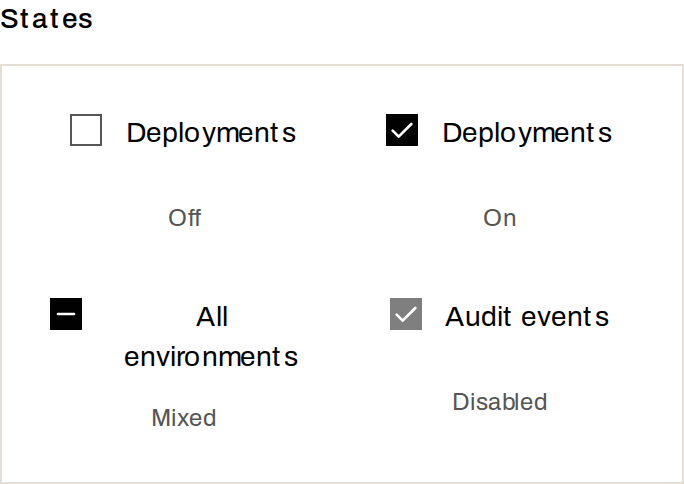 States
Deployments
Deployments
Off
On
All
environments
Audit events
Mixed
Disabled